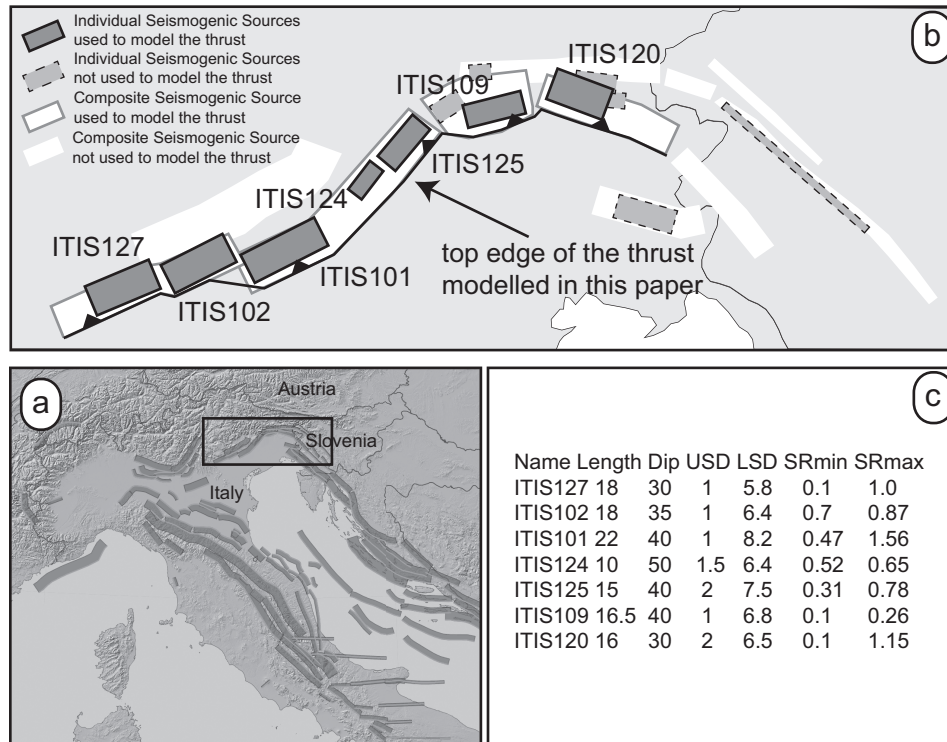 Individual Seismogenic Sources
used to model the thrust
Individual Seismogenic Sources
not used to model the thrust
Composite Seismogenic Source
used to model the thrust
Composite Seismogenic Source
not used to model the thrust
b
ITIS120
ITIS109
ITIS125
ITIS124
ITIS127
ITIS101
ITIS102
top edge of the thrust
modelled in this paper
a
Austria
Slovenia
Italy
c
Name Length Dip USD LSD SRmin SRmax
ITIS127 18 30 1 5.8 0.1 1.0
ITIS102 18 35 1 6.4 0.7 0.87
ITIS101 22 40 1 8.2 0.47 1.56
ITIS124 10 50 1.5 6.4 0.52 0.65
ITIS125 15 40 2 7.5 0.31 0.78
ITIS109 16.5 40 1 6.8 0.1 0.26
ITIS120 16 30 2 6.5 0.1 1.15